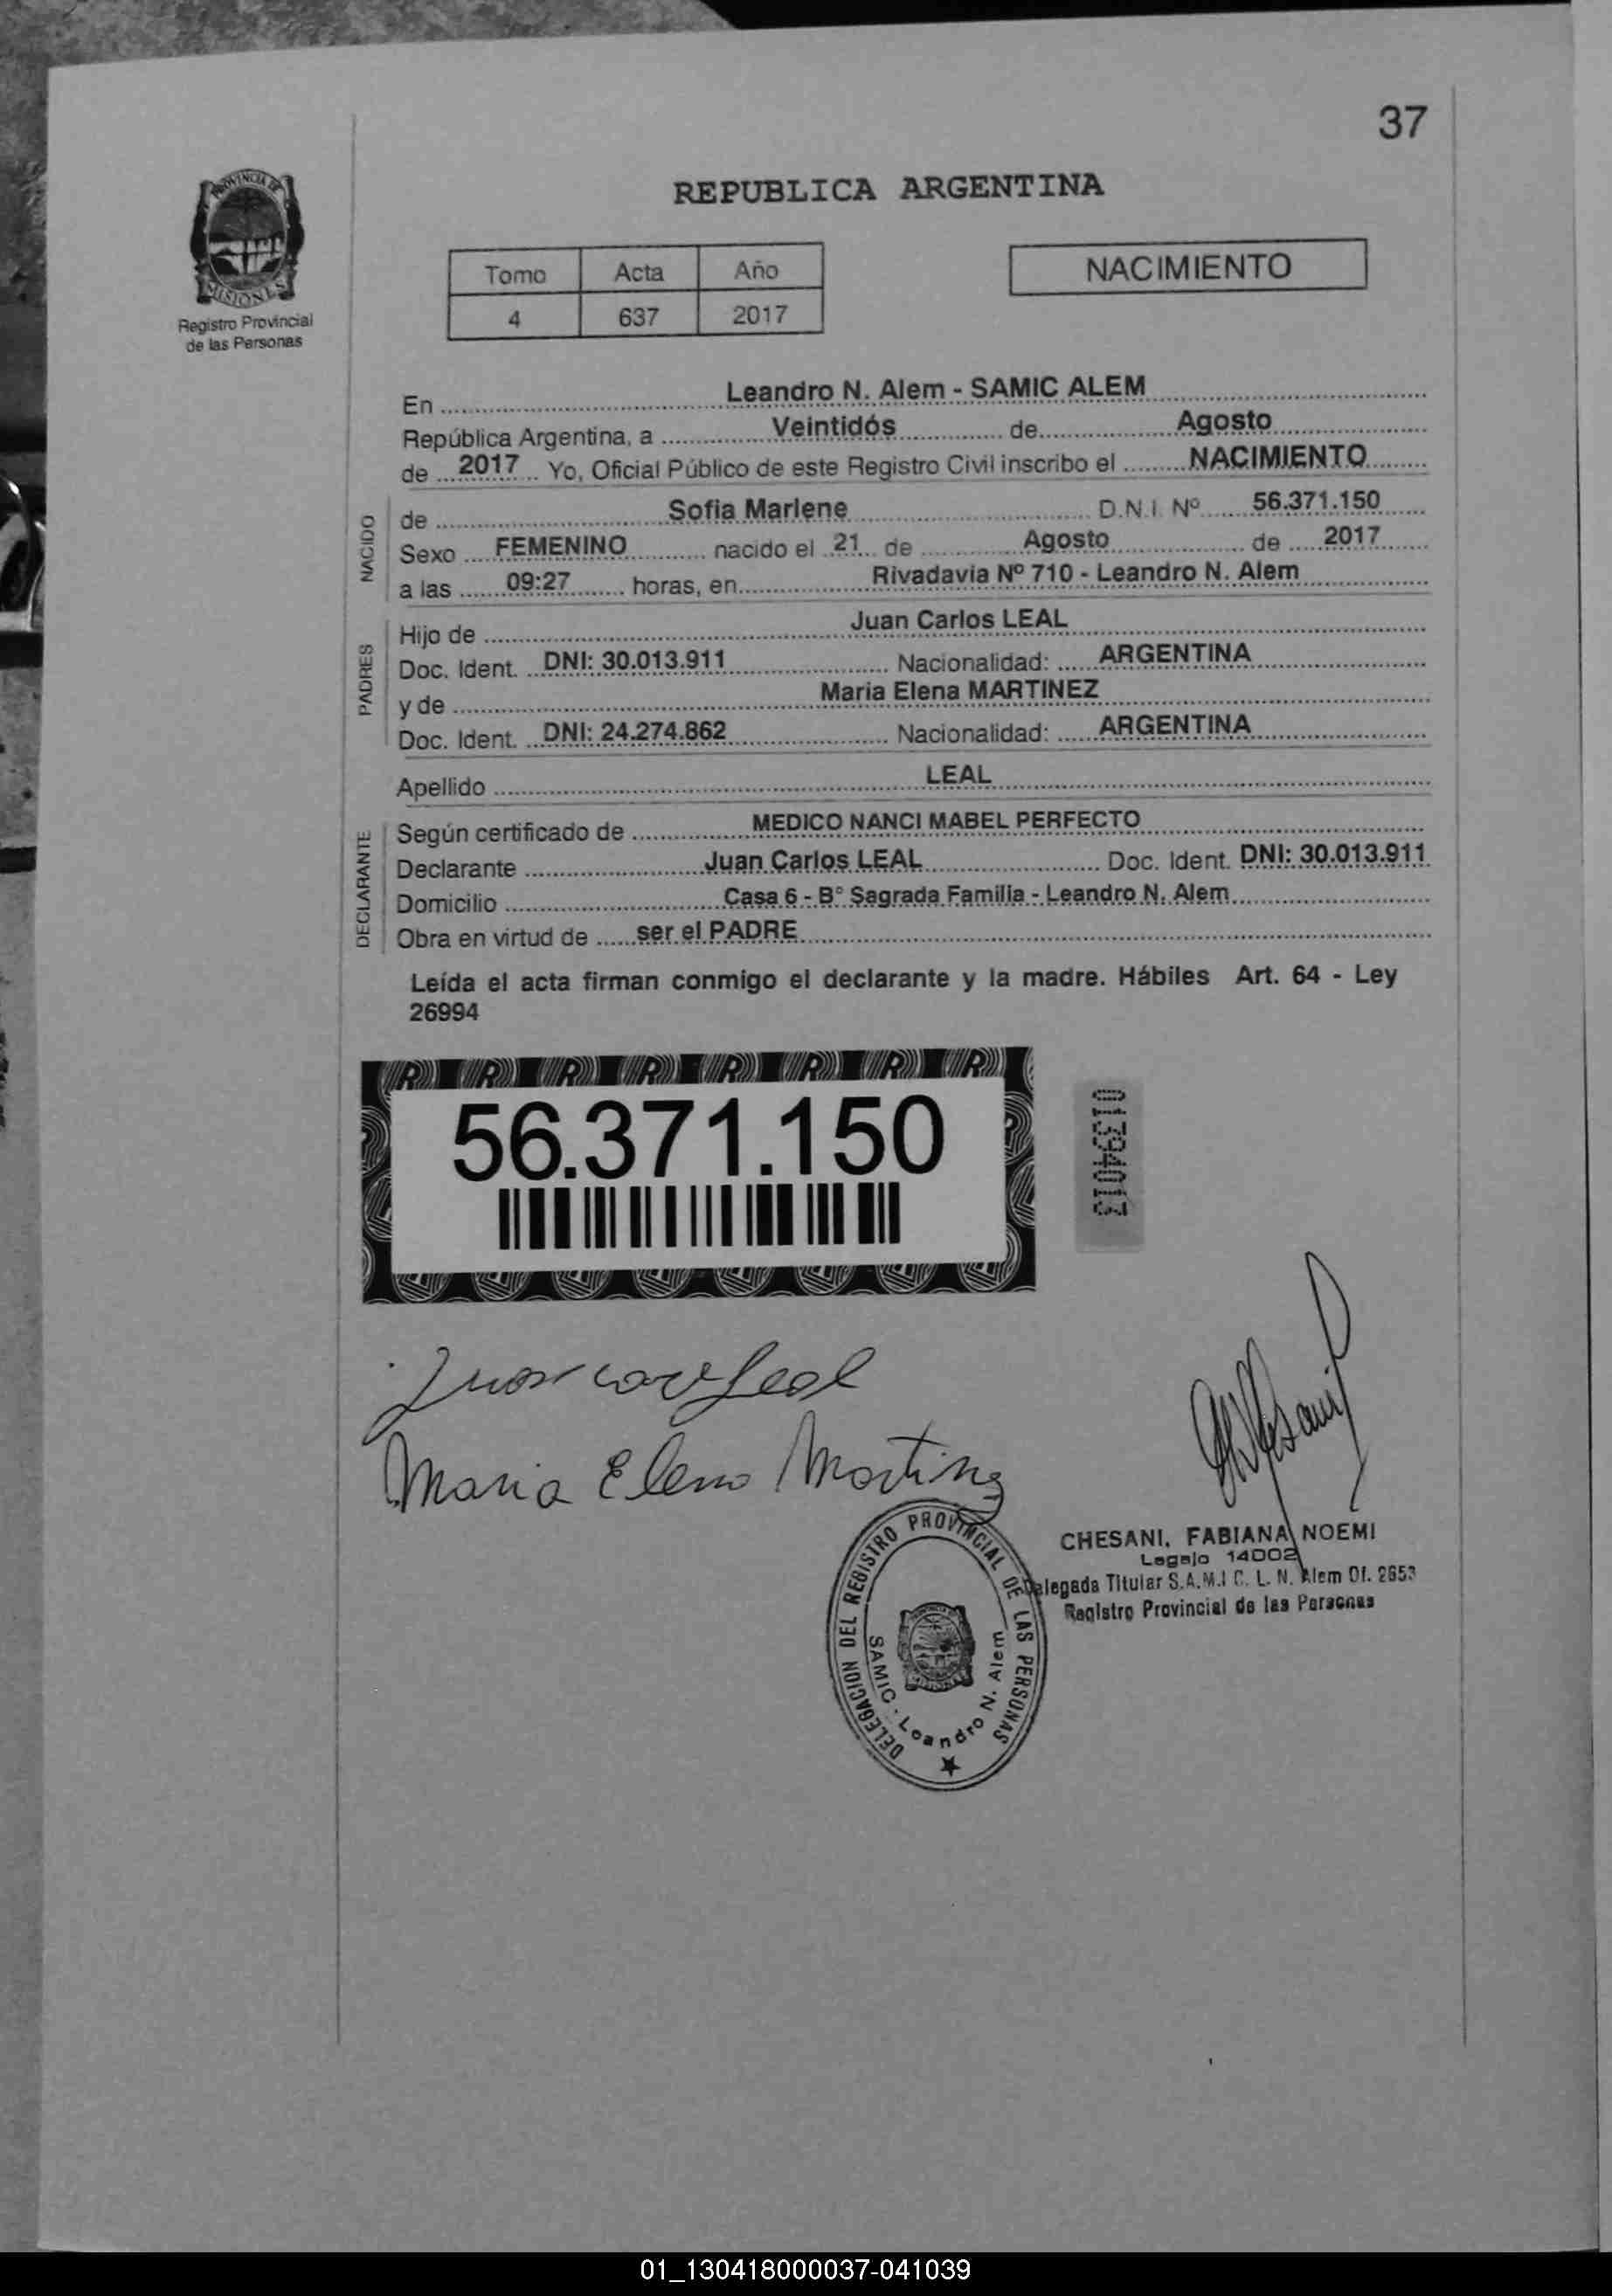 37
PROVINCIA DE
MISIONES
Registro Provincial
de las Personas
REPUBLICA ARGENTINA
Tomo Acta Año
4 637 2017
NACIMIENTO
En Leandro N. Alem - SAMIC ALEM
República Argentina, a Veintidós de Agosto
de 2017 Yo, Oficial Público de este Registro Civil inscribo el NACIMIENTO
NACIDO
de Sofia Marlene D.N.I. Nº 56.371.150
Sexo FEMENINO nacido el 21 de Agosto de 2017
a las 09:27 horas, en Rivadavia Nº 710 - Leandro N. Alem
PADRES
Hijo de Juan Carlos LEAL
Doc. Ident. DNI: 30.013.911 Nacionalidad: ARGENTINA
y de Maria Elena MARTINEZ
Doc. Ident. DNI: 24.274.862 Nacionalidad: ARGENTINA
Apellido LEAL
DECLARANTE
Según certificado de MEDICO NANCI MABEL PERFECTO
Declarante Juan Carlos LEAL Doc. Ident. DNI: 30.013.911
Domicilio Casa 6 - B° Sagrada Familia - Leandro N. Alem
Obra en virtud de ser el PADRE
Leída el acta firman conmigo el declarante y la madre. Hábiles Art. 64 - Ley
26994
56.371.150
01394013
Maria Elena Martinez
CHESANI, FABIANA NOEMI
Legajo 14002
Delegada Titular S.A.M.I C. L. N. Alem Of. 2653
Registro Provincial de las Personas
DELEGACION DEL REGISTRO PROVINCIAL DE LAS PERSONAS
SAMIC - Leandro N. Alem
01_130418000037-041039